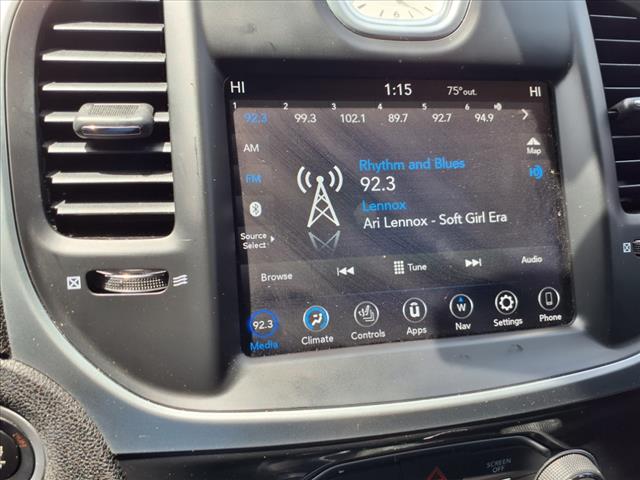 HI 1:15 75° out. HI
1 2 3 4 5 6
92.3 99.3 102.1 89.7 92.7 94.9
AM
FM
Map
HD
Rhythm and Blues
92.3
Lennox
Ari Lennox - Soft Girl Era
Source
Select
Browse Tune Audio
92.3 W
Media Climate Controls Apps Nav Settings Phone
SCREEN
OFF